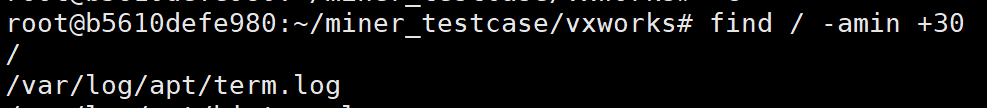 root@b5610defe980:~/miner_testcase/vxworks# find / -amin +30
/
/var/log/apt/term.log